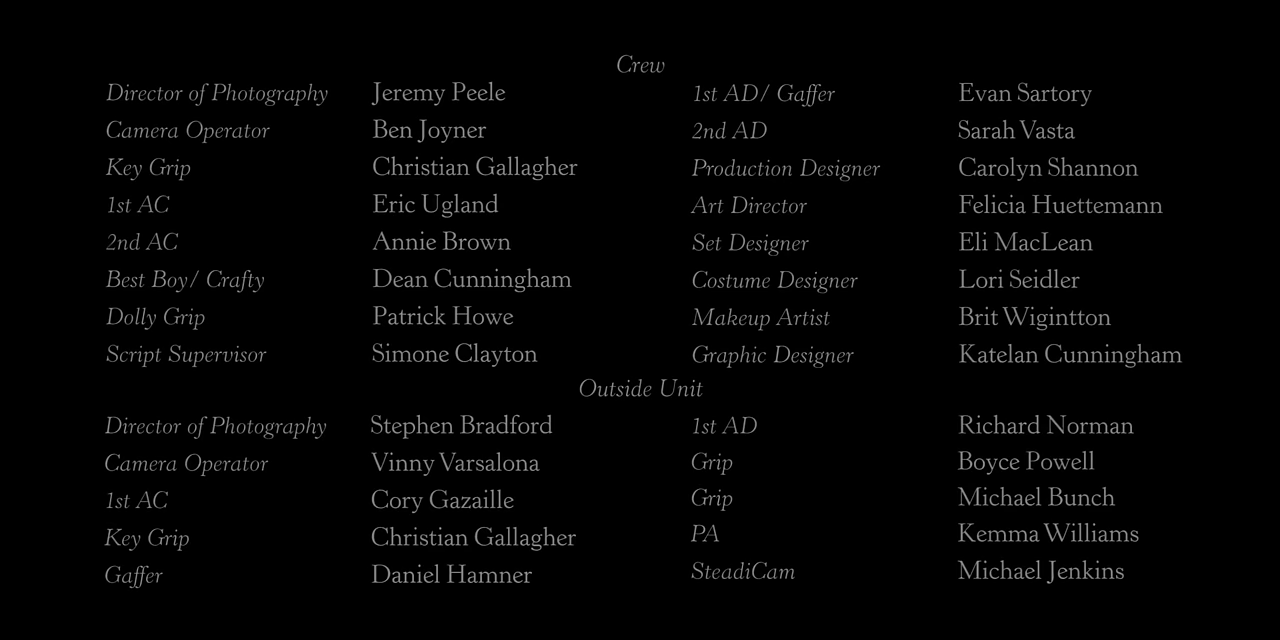 Crew
Director of Photography Jeremy Peele 1st AD/ Gaffer Evan Sartory
Camera Operator Ben Joyner 2nd AD Sarah Vasta
Key Grip Christian Gallagher Production Designer Carolyn Shannon
1st AC Eric Ugland Art Director Felicia Huettemann
2nd AC Annie Brown Set Designer Eli MacLean
Best Boy/ Crafty Dean Cunningham Costume Designer Lori Seidler
Dolly Grip Patrick Howe Makeup Artist Brit Wigintton
Script Supervisor Simone Clayton Graphic Designer Katelan Cunningham
Outside Unit
Director of Photography Stephen Bradford 1st AD Richard Norman
Camera Operator Vinny Varsalona Grip Boyce Powell
1st AC Cory Gazaille Grip Michael Bunch
Key Grip Christian Gallagher PA Kemma Williams
Gaffer Daniel Hamner SteadiCam Michael Jenkins